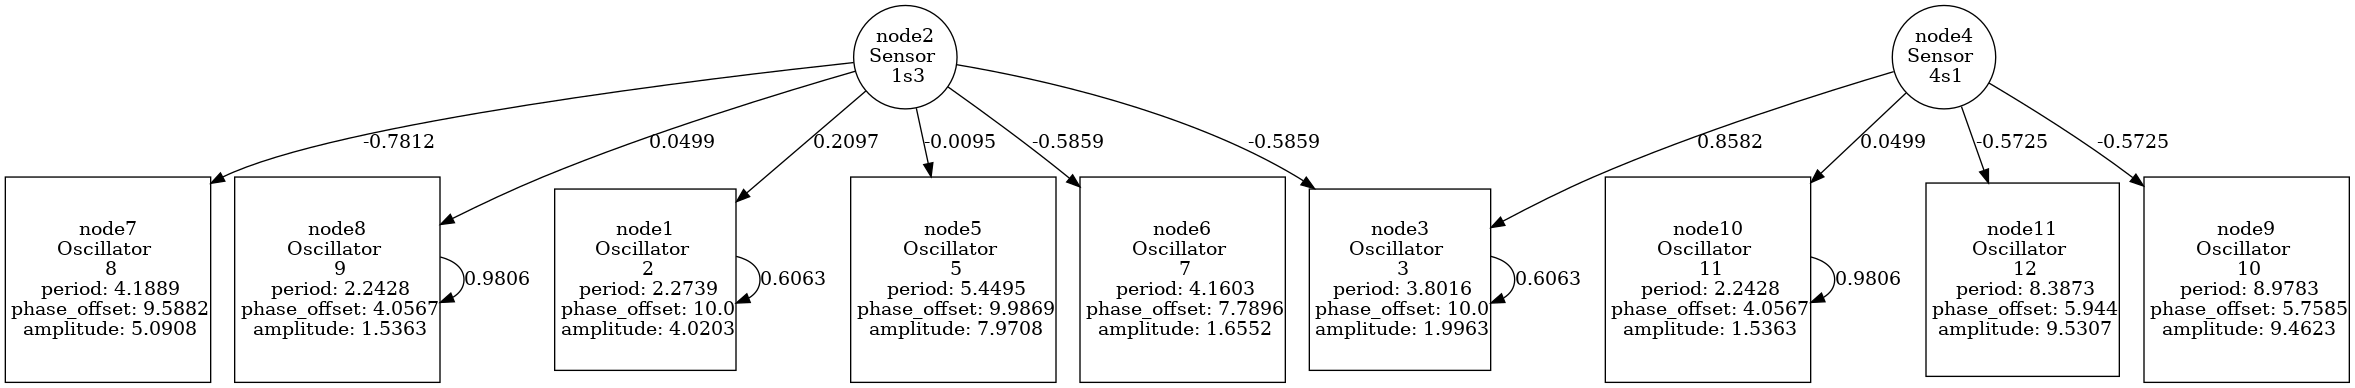 node2
Sensor
1s3
node4
Sensor
4s1
-0.7812
0.0499
0.2097
-0.0095
-0.5859
-0.5859
0.8582
0.0499
-0.5725
-0.5725
node7
Oscillator
8
period: 4.1889
phase_offset: 9.5882
amplitude: 5.0908
node8
Oscillator
9
period: 2.2428
phase_offset: 4.0567
amplitude: 1.5363
0.9806
node1
Oscillator
2
period: 2.2739
phase_offset: 10.0
amplitude: 4.0203
0.6063
node5
Oscillator
5
period: 5.4495
phase_offset: 9.9869
amplitude: 7.9708
node6
Oscillator
7
period: 4.1603
phase_offset: 7.7896
amplitude: 1.6552
node3
Oscillator
3
period: 3.8016
phase_offset: 10.0
amplitude: 1.9963
0.6063
node10
Oscillator
11
period: 2.2428
phase_offset: 4.0567
amplitude: 1.5363
0.9806
node11
Oscillator
12
period: 8.3873
phase_offset: 5.944
amplitude: 9.5307
node9
Oscillator
10
period: 8.9783
phase_offset: 5.7585
amplitude: 9.4623